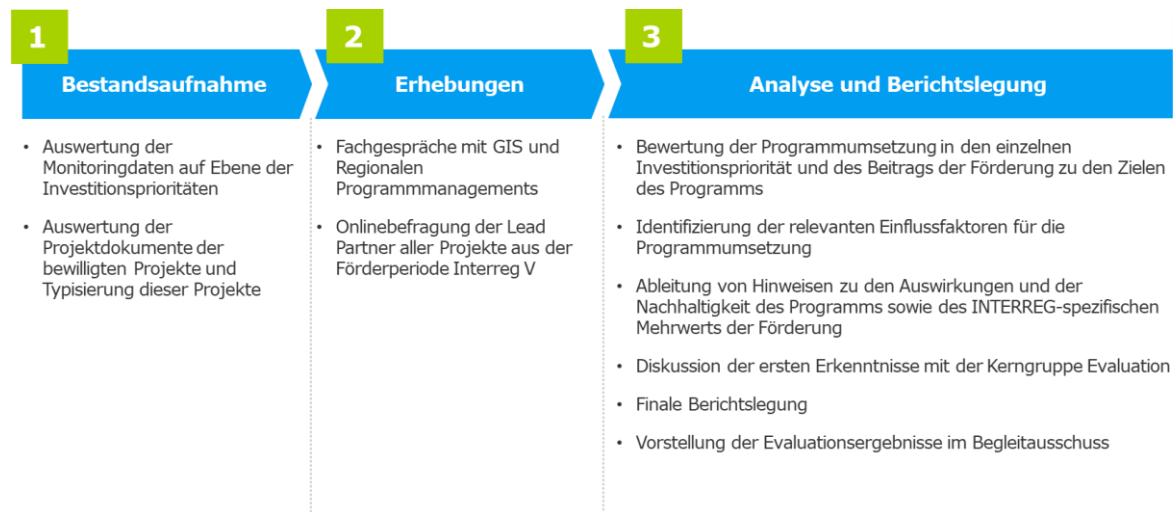 1
Bestandsaufnahme
• Auswertung der
Monitoringdaten auf Ebene der
Investitionsprioritäten
• Auswertung der
Projektdokumente der
bewilligten Projekte und
Typisierung dieser Projekte
2
Erhebungen
• Fachgespräche mit GIS und
Regionalen
Programmmanagements
• Onlinebefragung der Lead
Partner aller Projekte aus der
Förderperiode Interreg V
3
Analyse und Berichtslegung
• Bewertung der Programmumsetzung in den einzelnen
Investitionspriorität und des Beitrags der Förderung zu den Zielen
des Programms
• Identifizierung der relevanten Einflussfaktoren für die
Programmumsetzung
• Ableitung von Hinweisen zu den Auswirkungen und der
Nachhaltigkeit des Programms sowie des INTERREG-spezifischen
Mehrwerts der Förderung
• Diskussion der ersten Erkenntnisse mit der Kerngruppe Evaluation
• Finale Berichtslegung
• Vorstellung der Evaluationsergebnisse im Begleitausschuss